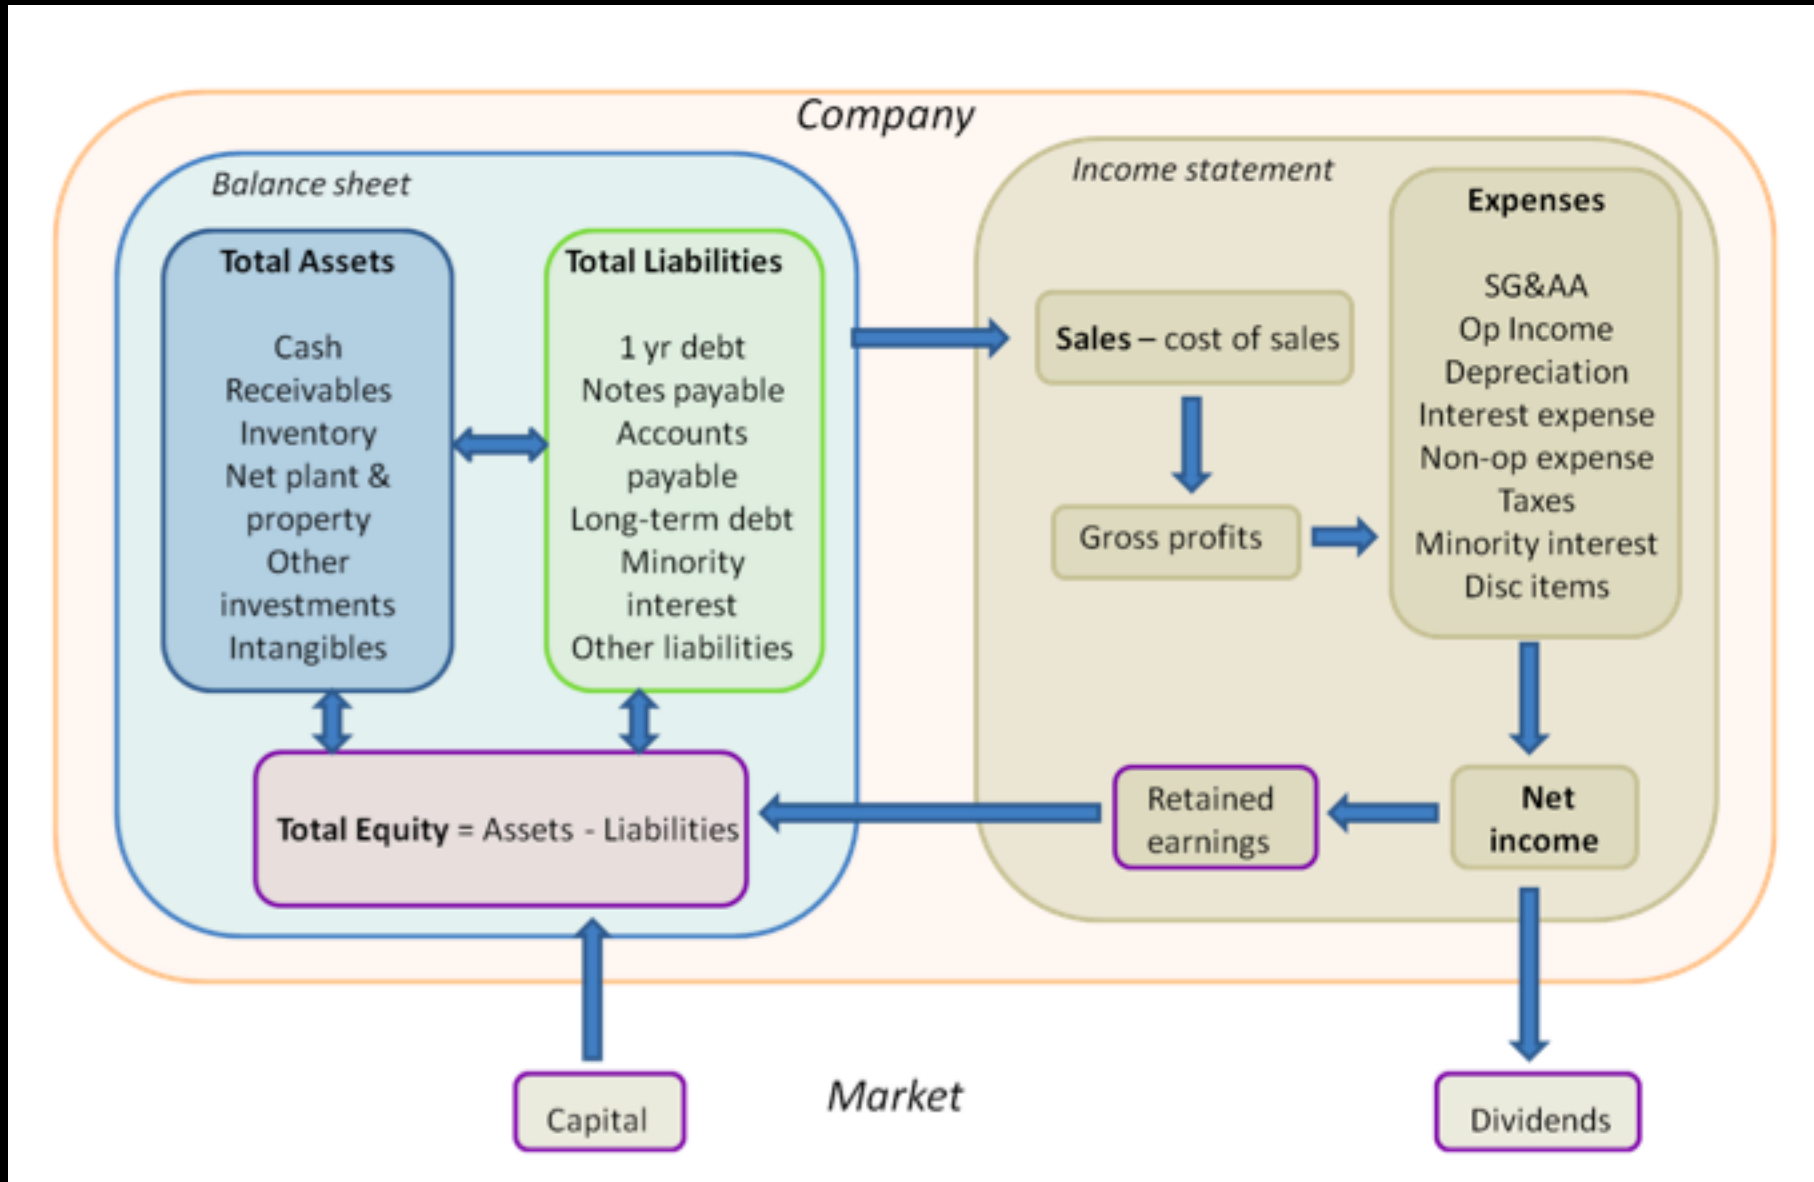 Company
Balance sheet
Total Assets
Cash
Receivables
Inventory
Net plant &
property
Other
investments
Intangibles
Total Liabilities
1 yr debt
Notes payable
Accounts
payable
Long-term debt
Minority
interest
Other liabilities
Total Equity = Assets - Liabilities
Income statement
Sales – cost of sales
Gross profits
Expenses
SG&AA
Op Income
Depreciation
Interest expense
Non-op expense
Taxes
Minority interest
Disc items
Net
income
Retained
earnings
Capital
Market
Dividends